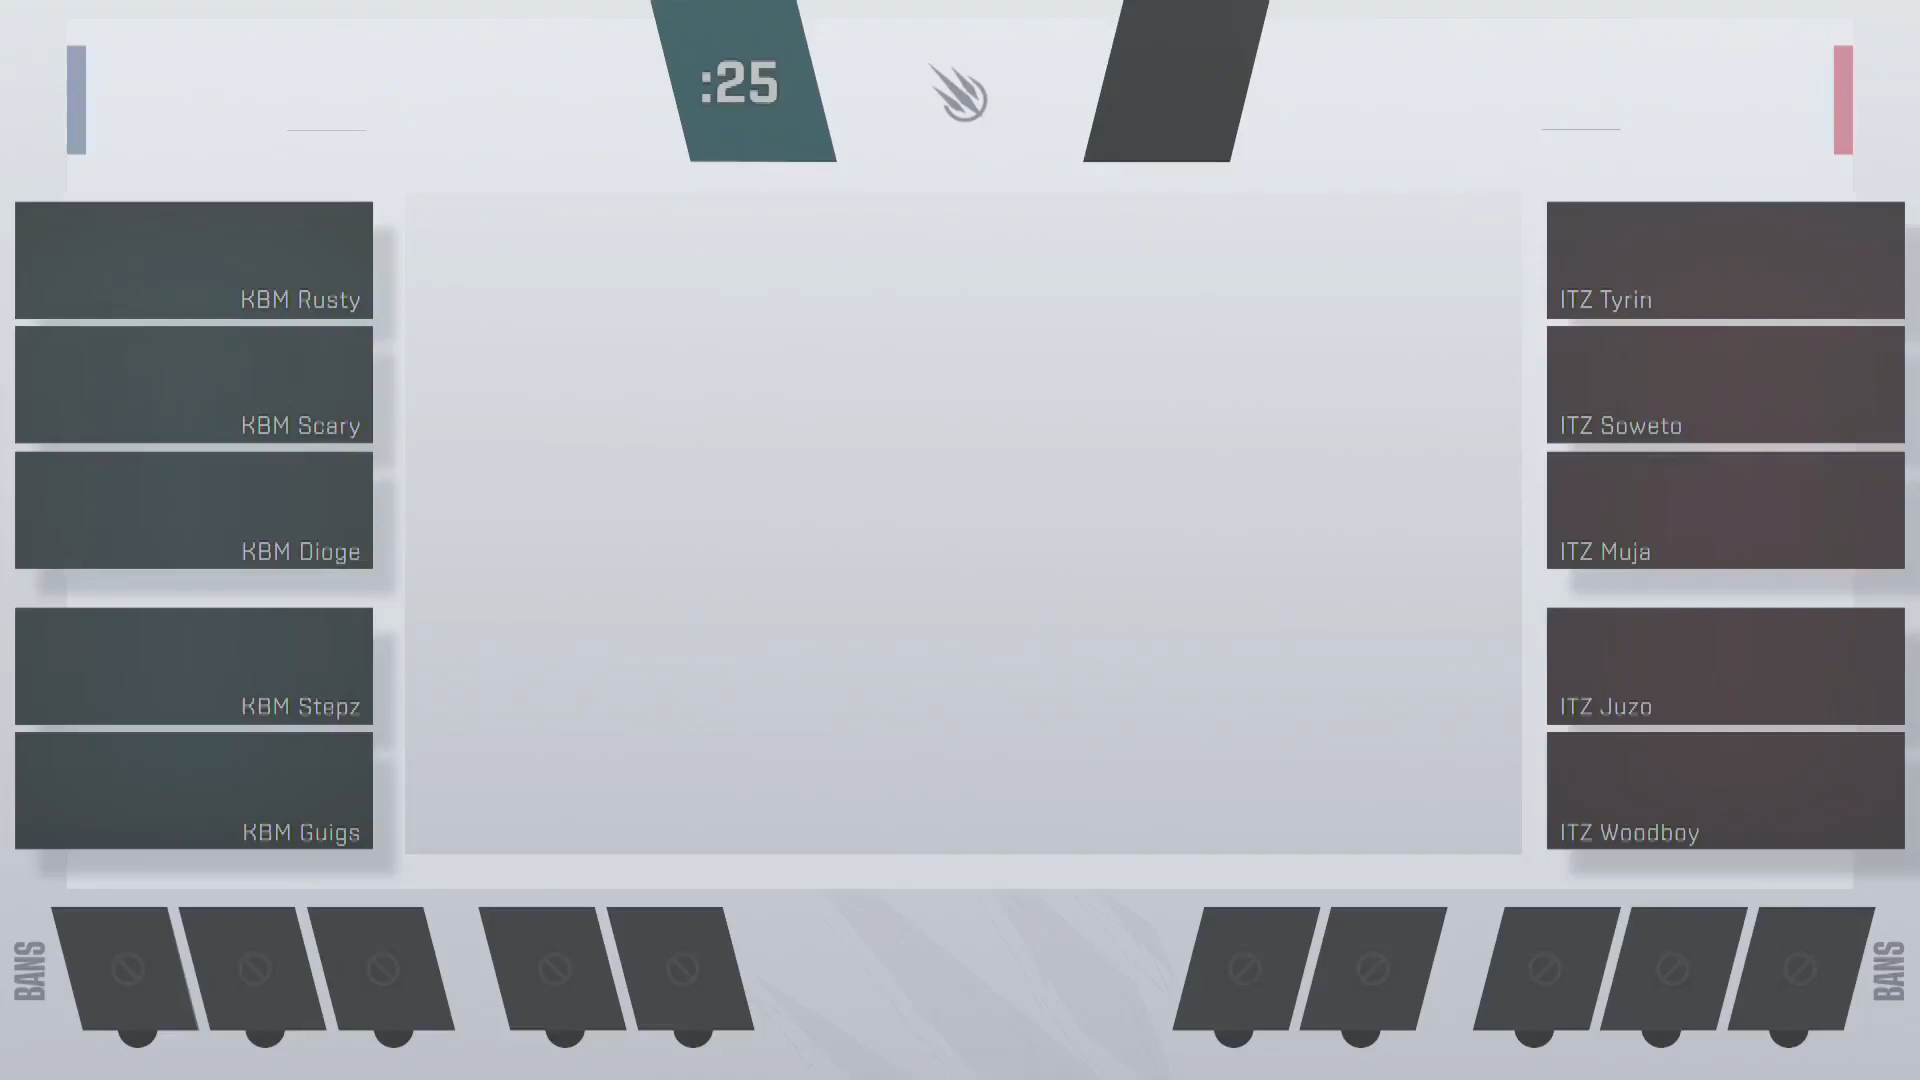 :25
KBM Rusty
KBM Scary
KBM Dioge
KBM Stepz
KBM Guigs
ITZ Tyrin
ITZ Soweto
ITZ Muja
ITZ Juzo
ITZ Woodboy
BANS
BANS